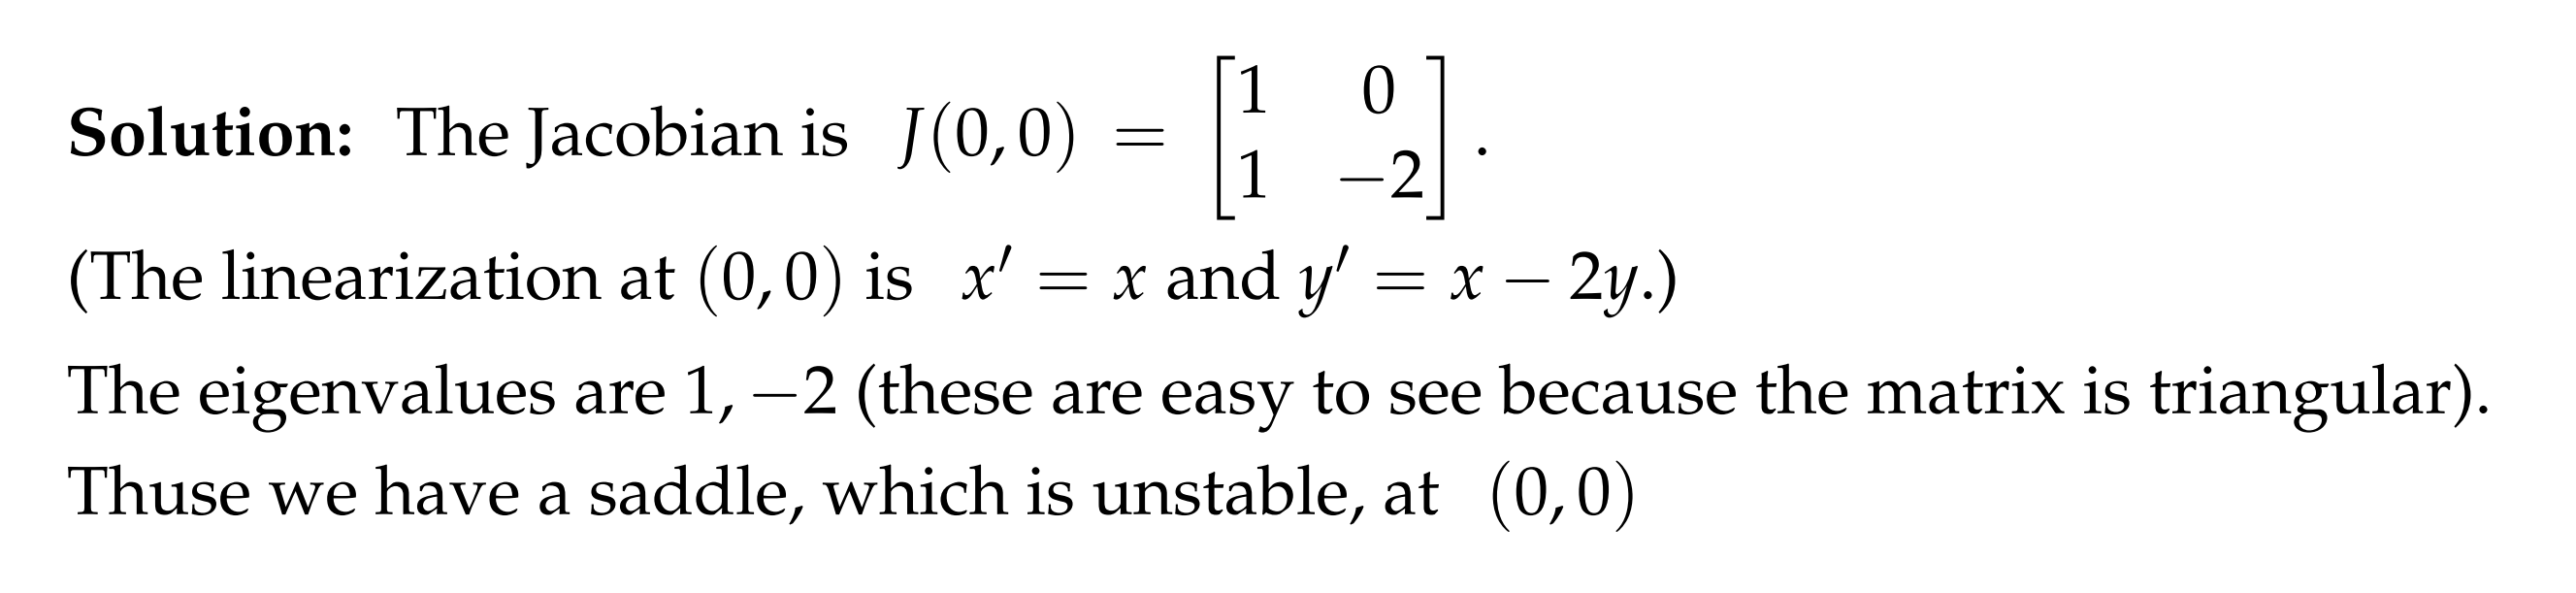 Solution: The Jacobian is J(0,0) = [1 0
1 −2].
(The linearization at (0,0) is x′ = x and y′ = x − 2y.)
The eigenvalues are 1, −2 (these are easy to see because the matrix is triangular).
Thuse we have a saddle, which is unstable, at (0,0)